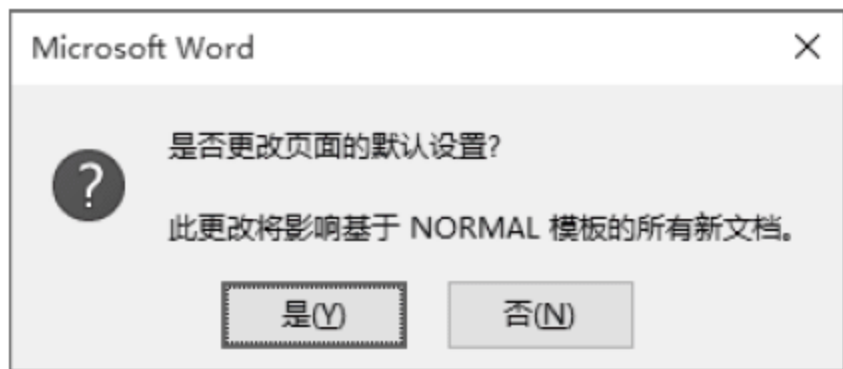 Microsoft Word
是否更改页面的默认设置?
此更改将影响基于 NORMAL 模板的所有新文档。
是(Y)
否(N)